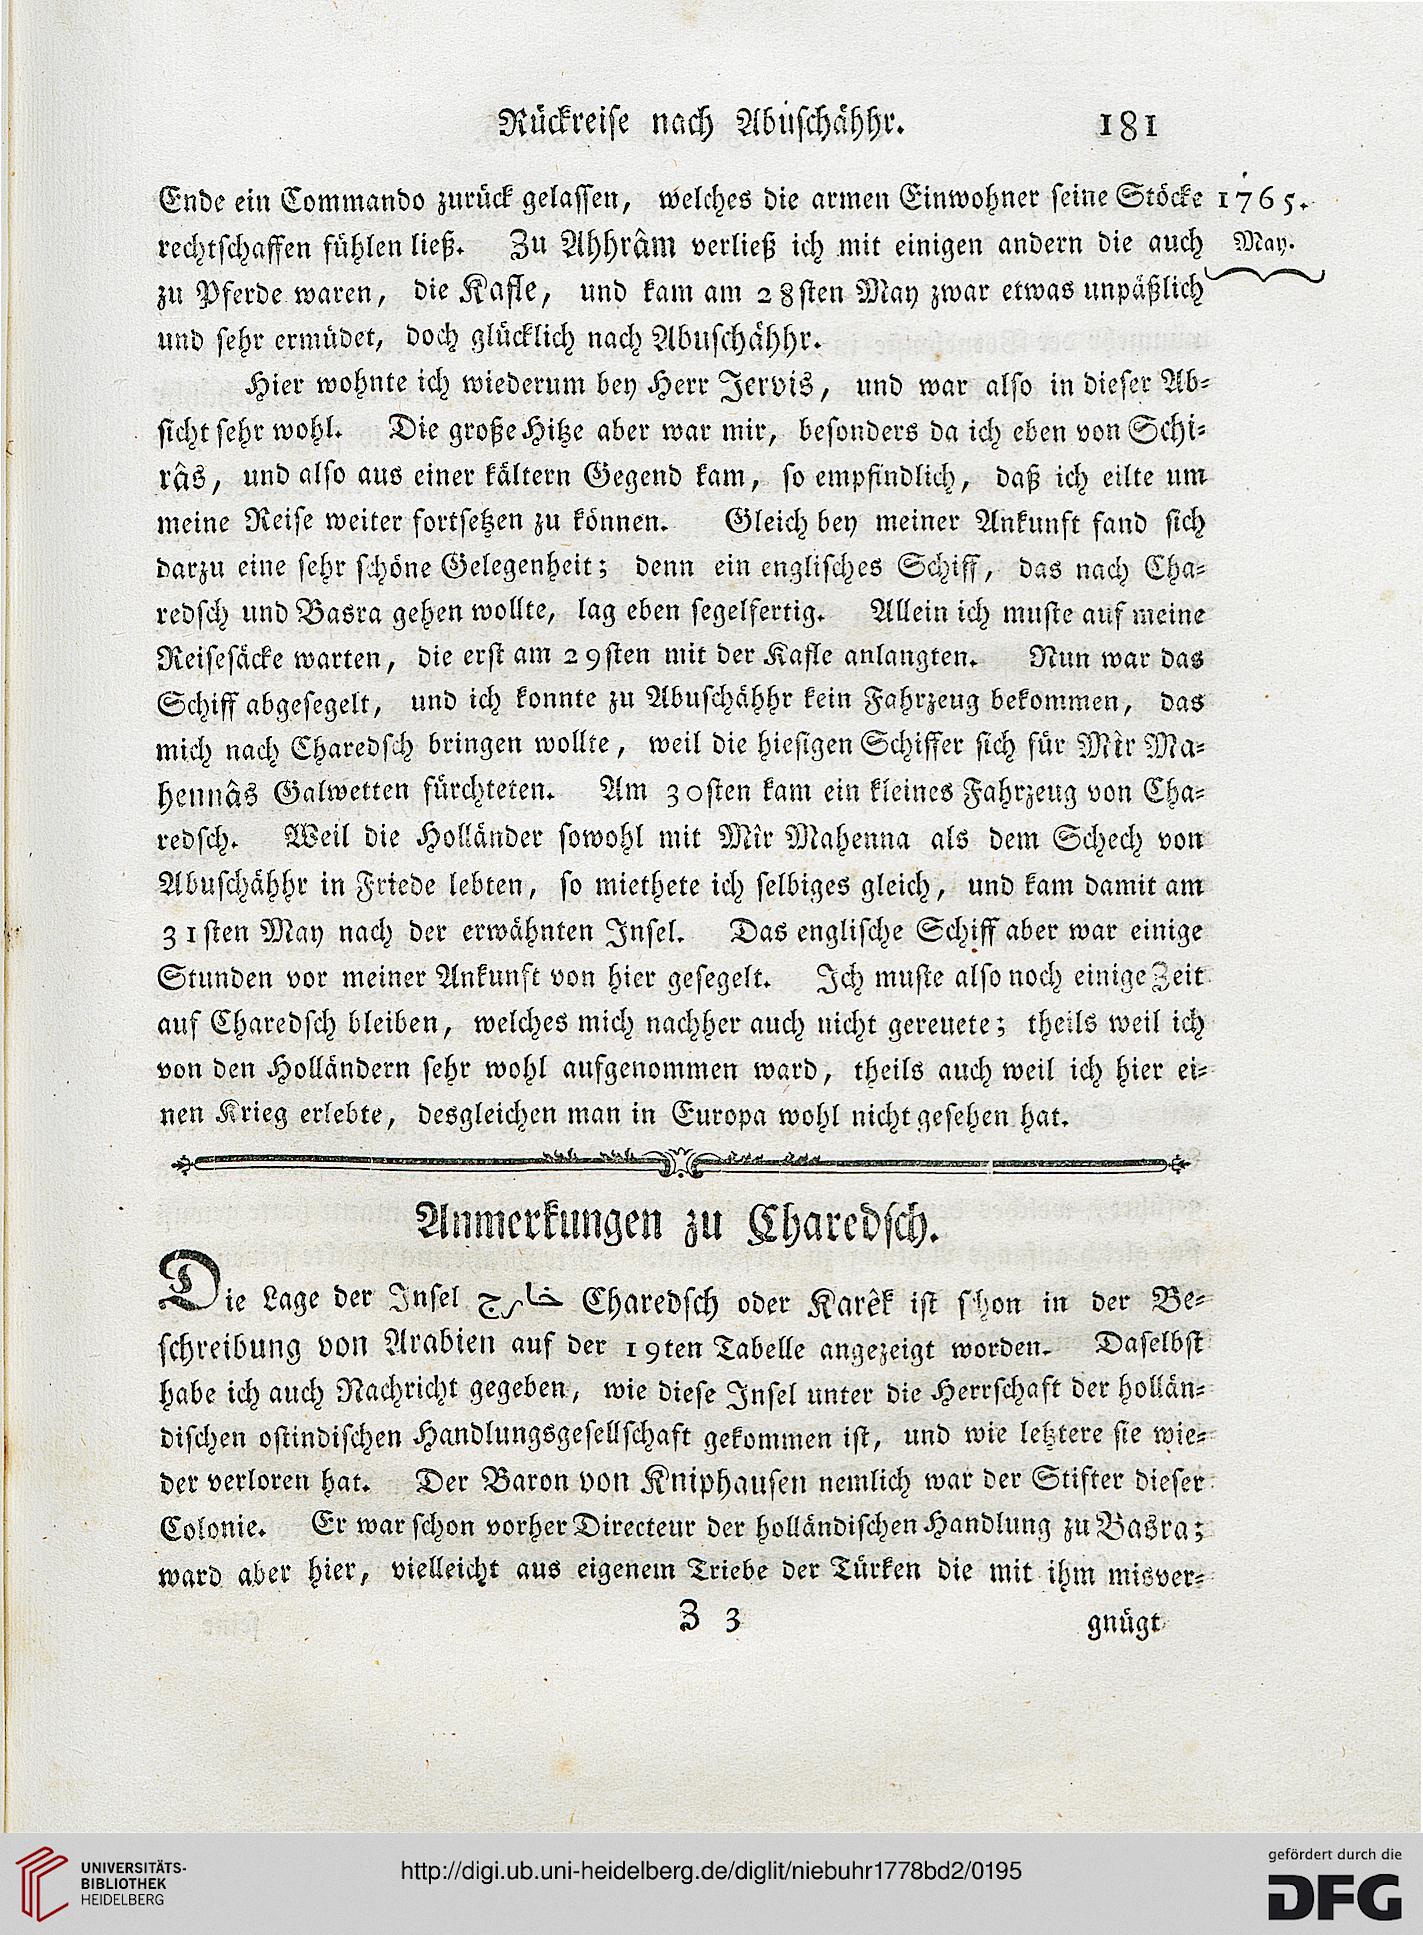 Rückreise nach Abuschähhr. 181
Ende ein Commando zurück gelassen, welches die armen Einwohner seine Stöcke 1765.
rechtschaffen fühlen ließ. Zu Ahhrâm verließ ich mit einigen andern die auch May.
zu Pferde waren, die Kafle, und kam am 28sten May zwar etwas unpäßlich
und sehr ermüdet, doch glücklich nach Abuschähhr.
Hier wohnte ich wiederum bey Herr Jervis, und war also in dieser Ab-
sicht sehr wohl. Die große Hitze aber war mir, besonders da ich eben von Schi-
râs, und also aus einer kältern Gegend kam, so empfindlich, daß ich eilte um
meine Reise weiter fortsetzen zu können. Gleich bey meiner Ankunft fand sich
darzu eine sehr schöne Gelegenheit; denn ein englisches Schiff, das nach Cha-
redsch und Basra gehen wollte, lag eben segelfertig. Allein ich muste auf meine
Reisesäcke warten, die erst am 29sten mit der Kafle anlangten. Nun war das
Schiff abgesegelt, und ich konnte zu Abuschähhr kein Fahrzeug bekommen, das
mich nach Charedsch bringen wollte, weil die hiesigen Schiffer sich für Mîr Ma-
hennâs Galwetten fürchteten. Am 30sten kam ein kleines Fahrzeug von Cha-
redsch. Weil die Holländer sowohl mit Mîr Mahenna als dem Schech von
Abuschähhr in Friede lebten, so miethete ich selbiges gleich, und kam damit am
31sten May nach der erwähnten Insel. Das englische Schiff aber war einige
Stunden vor meiner Ankunft von hier gesegelt. Ich muste also noch einige Zeit
auf Charedsch bleiben, welches mich nachher auch nicht gereuete; theils weil ich
von den Holländern sehr wohl aufgenommen ward, theils auch weil ich hier ei-
nen Krieg erlebte, desgleichen man in Europa wohl nicht gesehen hat.
Anmerkungen zu Charedsch.
Die Lage der Insel خارج Charedsch oder Karêk ist schon in der Be-
schreibung von Arabien auf der 19ten Tabelle angezeigt worden. Daselbst
habe ich auch Nachricht gegeben, wie diese Insel unter die Herrschaft der hollän-
dischen ostindischen Handlungsgesellschaft gekommen ist, und wie letztere sie wie-
der verloren hat. Der Baron von Kniphausen nemlich war der Stifter dieser
Colonie. Er war schon vorher Directeur der holländischen Handlung zu Basra;
ward aber hier, vielleicht aus eigenem Triebe der Türken die mit ihm misver-
Z 3 gnügt
UNIVERSITÄTS-
BIBLIOTHEK
HEIDELBERG
http://digi.ub.uni-heidelberg.de/diglit/niebuhr1778bd2/0195
gefördert durch die
DFG